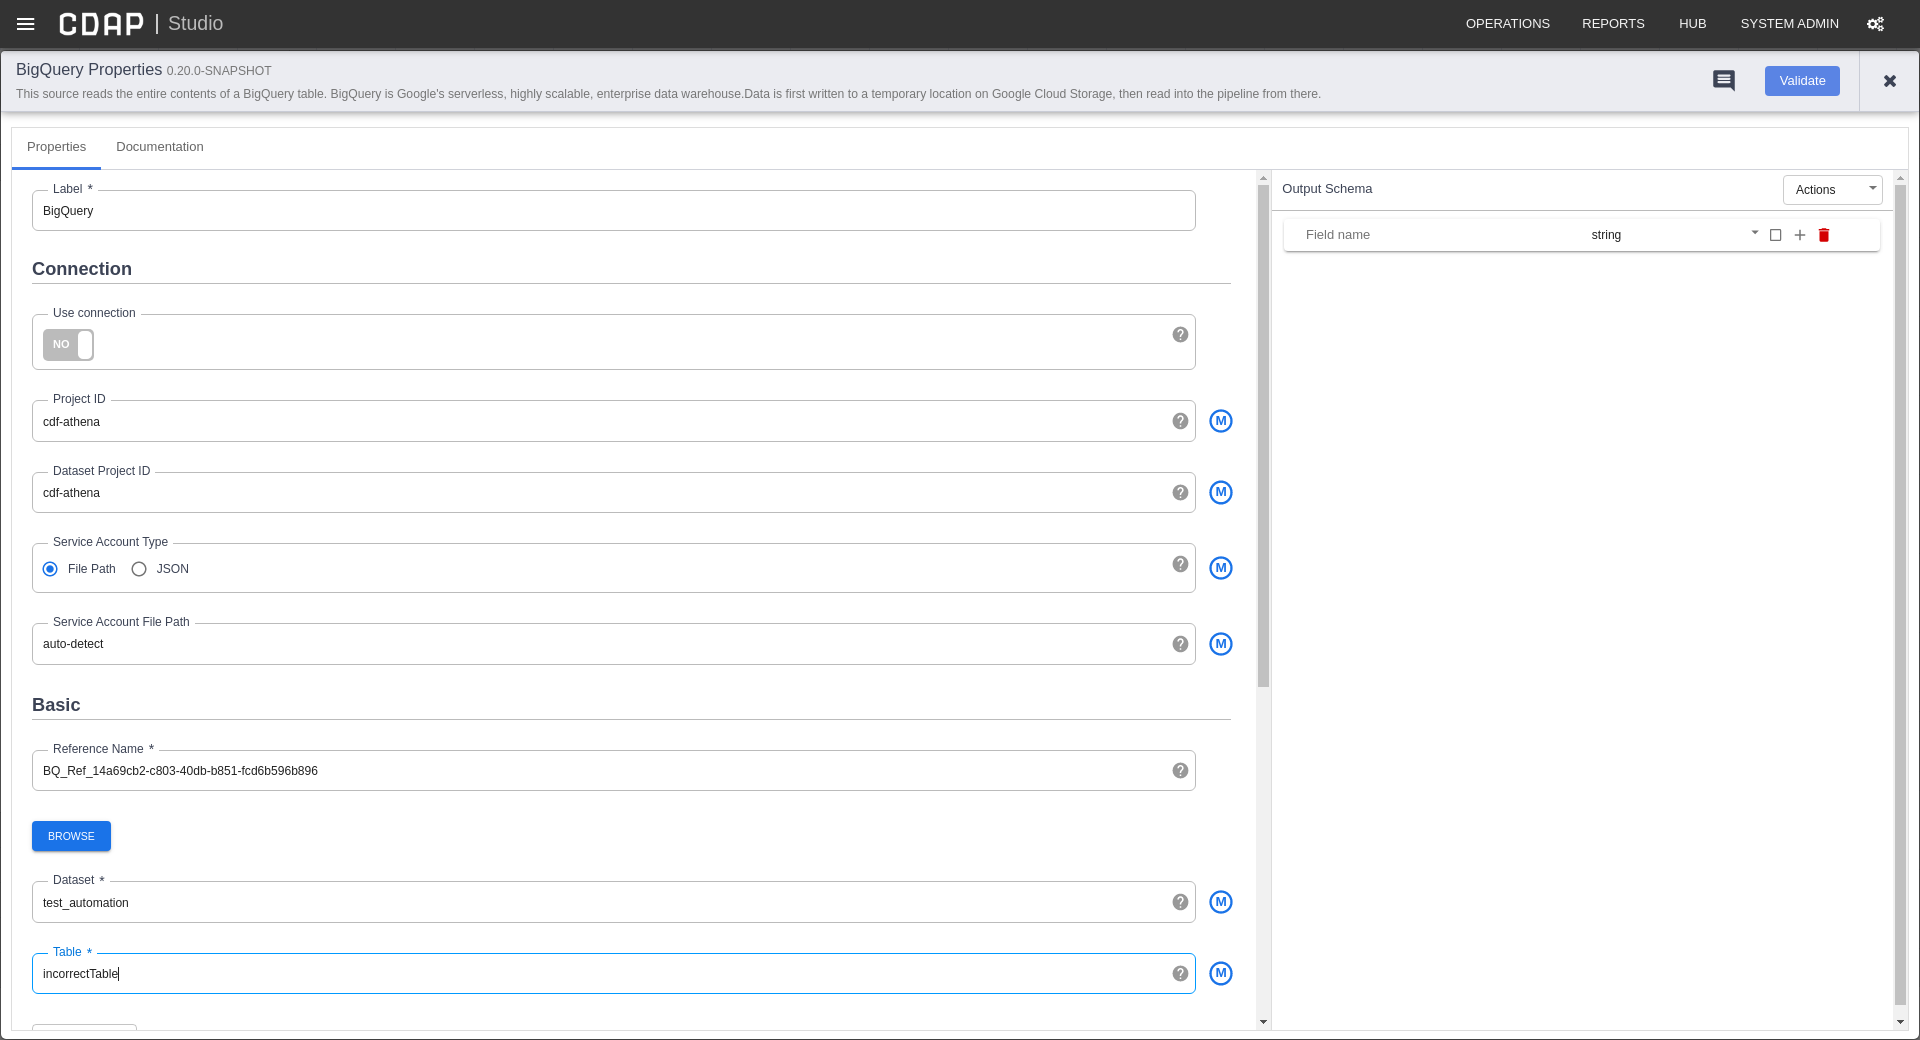 CDAP | Studio
OPERATIONS REPORTS HUB SYSTEM ADMIN
BigQuery Properties 0.20.0-SNAPSHOT
This source reads the entire contents of a BigQuery table. BigQuery is Google's serverless, highly scalable, enterprise data warehouse.Data is first written to a temporary location on Google Cloud Storage, then read into the pipeline from there.
Validate
Properties Documentation
Label *
BigQuery
Connection
Use connection
NO
Project ID
cdf-athena
M
Dataset Project ID
cdf-athena
M
Service Account Type
File Path JSON
M
Service Account File Path
auto-detect
M
Basic
Reference Name *
BQ_Ref_14a69cb2-c803-40db-b851-fcd6b596b896
BROWSE
Dataset *
test_automation
M
Table *
incorrectTable
M
Output Schema
Actions
Field name string